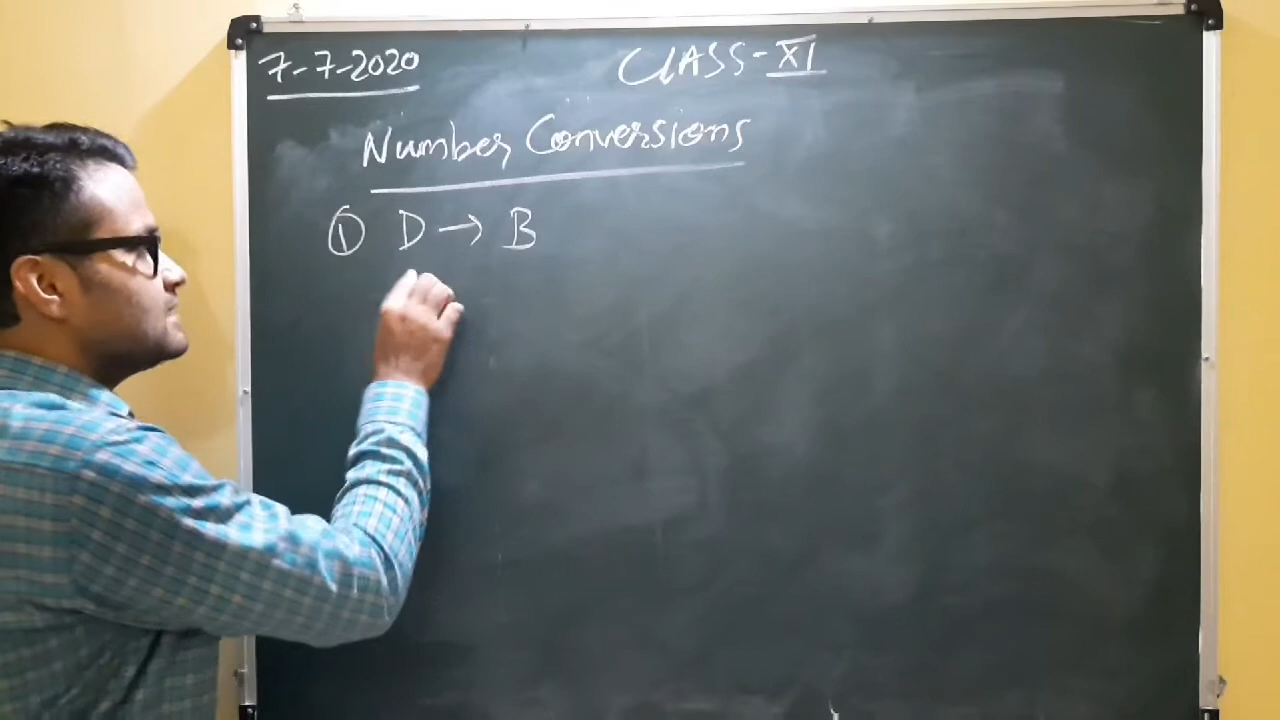 7-7-2020
CLASS-XI
Number Conversions
① D → B